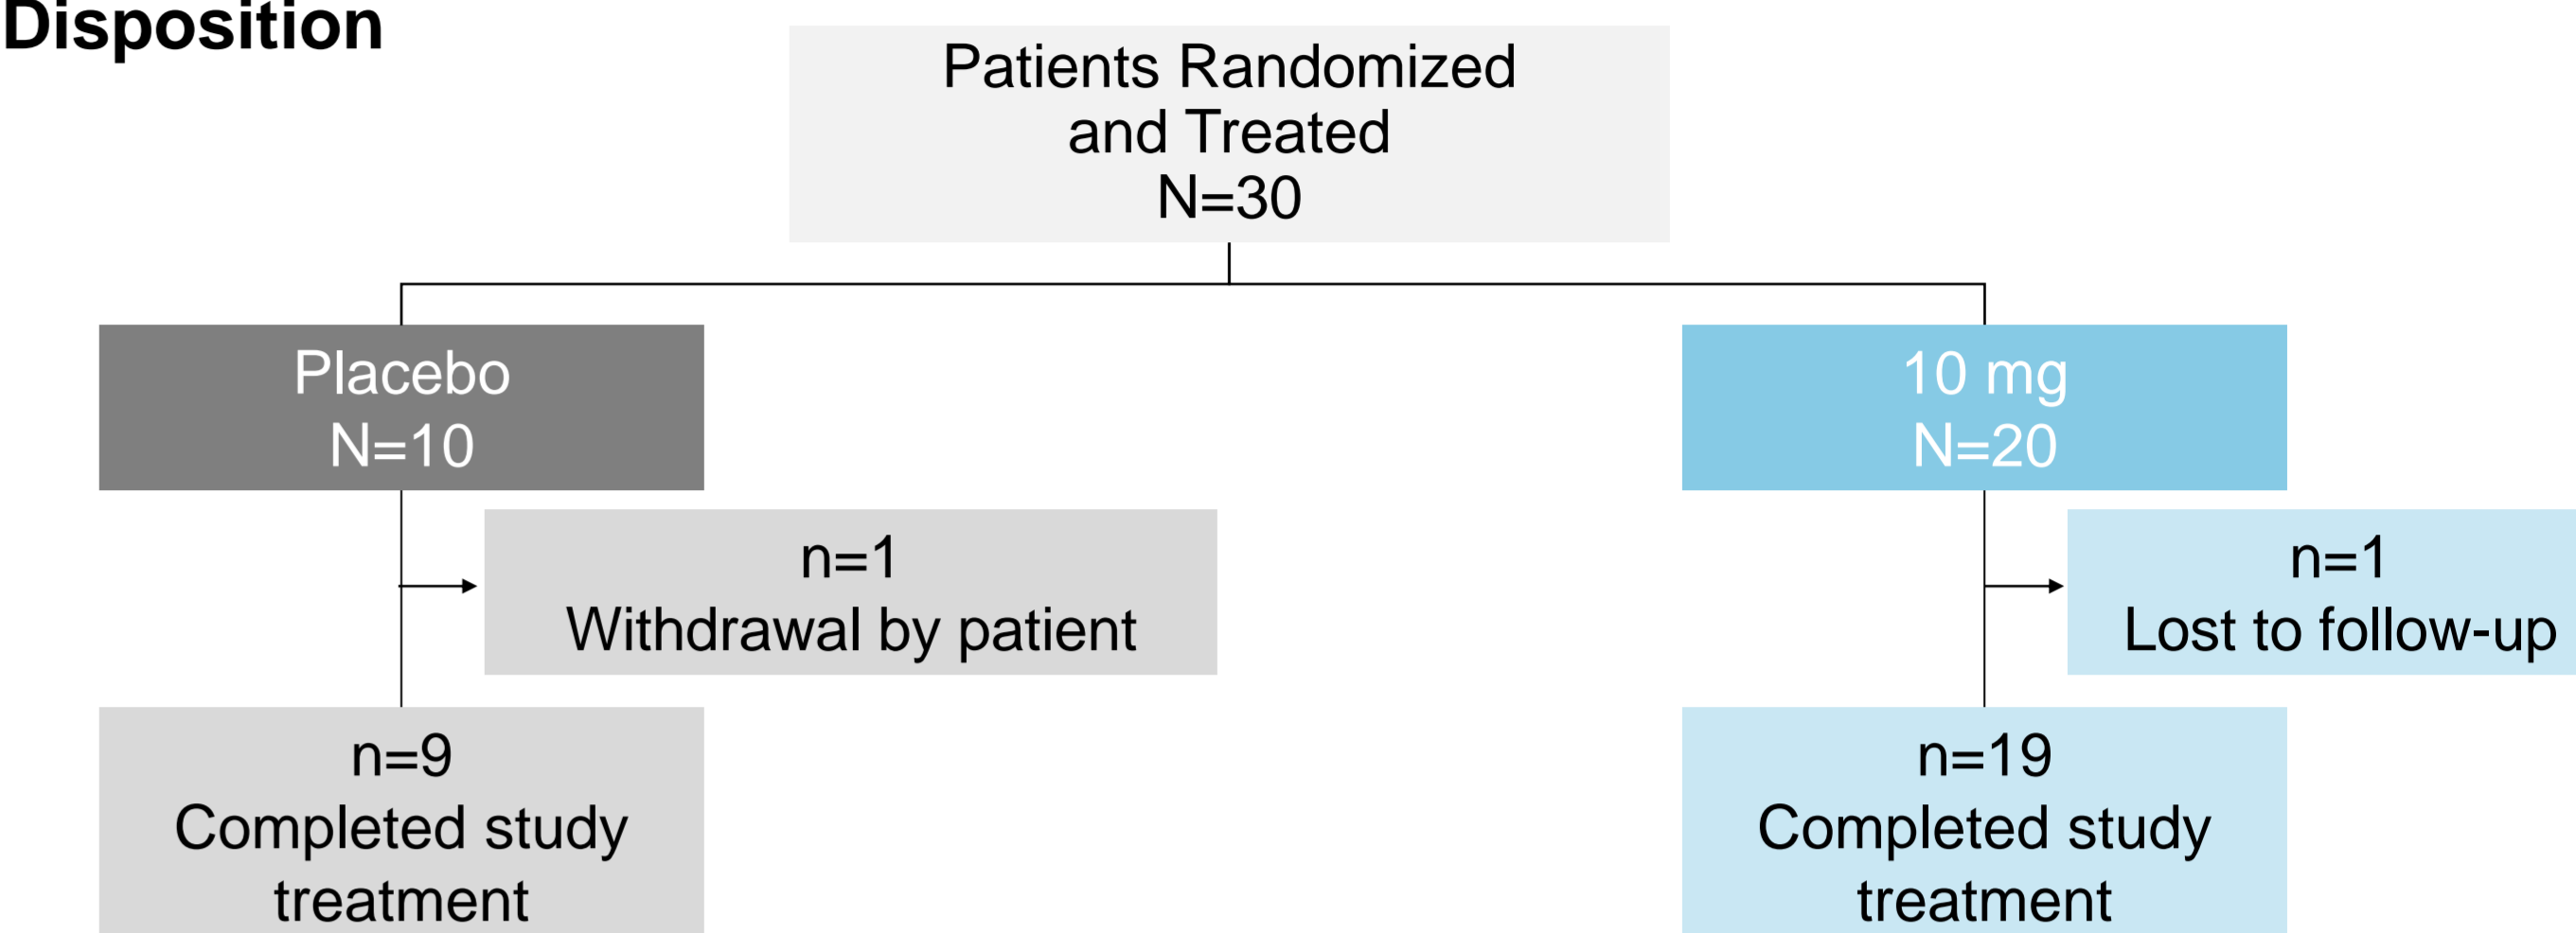 Disposition
Patients Randomized
and Treated
N=30
Placebo
N=10
10 mg
N=20
n=1
Withdrawal by patient
n=1
Lost to follow-up
n=9
Completed study
treatment
n=19
Completed study
treatment